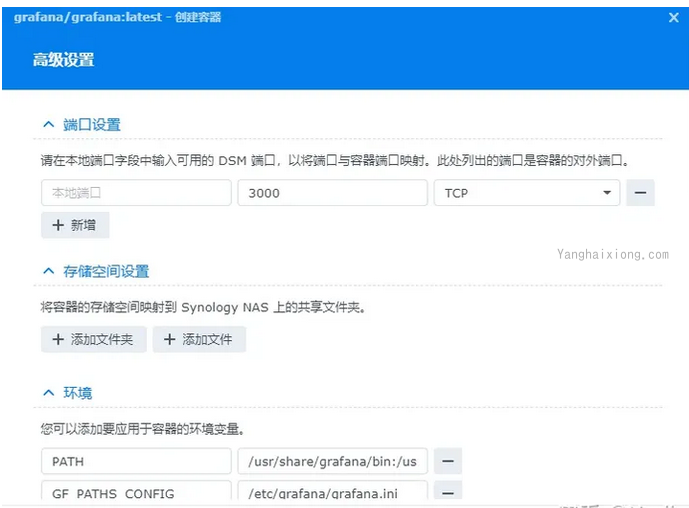 grafana/grafana:latest - 创建容器
高级设置
端口设置
请在本地端口字段中输入可用的 DSM 端口，以将端口与容器端口映射。此处列出的端口是容器的对外端口。
本地端口 3000 TCP
新增
Yanghaixiong.com
存储空间设置
将容器的存储空间映射到 Synology NAS 上的共享文件夹。
添加文件夹 添加文件
环境
您可以添加要应用于容器的环境变量。
PATH /usr/share/grafana/bin:/us
GF_PATHS_CONFIG /etc/grafana/grafana.ini